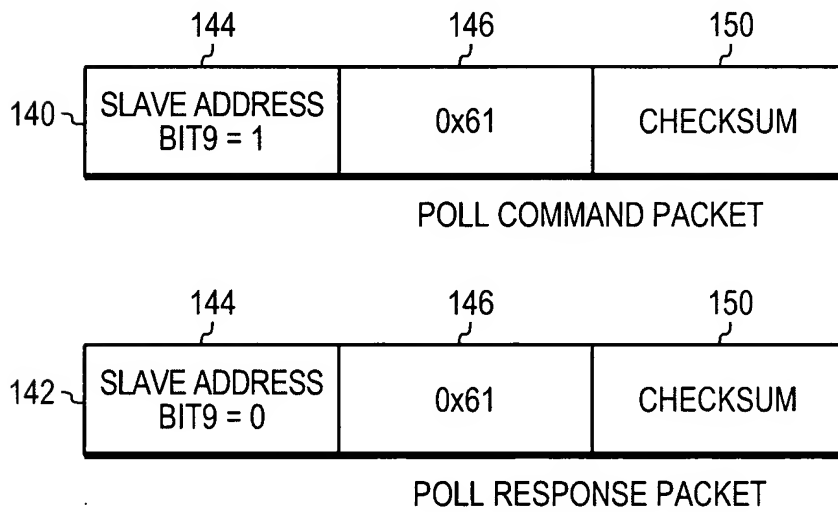 144 146 150
140 SLAVE ADDRESS BIT9 = 1 0x61 CHECKSUM
POLL COMMAND PACKET
144 146 150
142 SLAVE ADDRESS BIT9 = 0 0x61 CHECKSUM
POLL RESPONSE PACKET